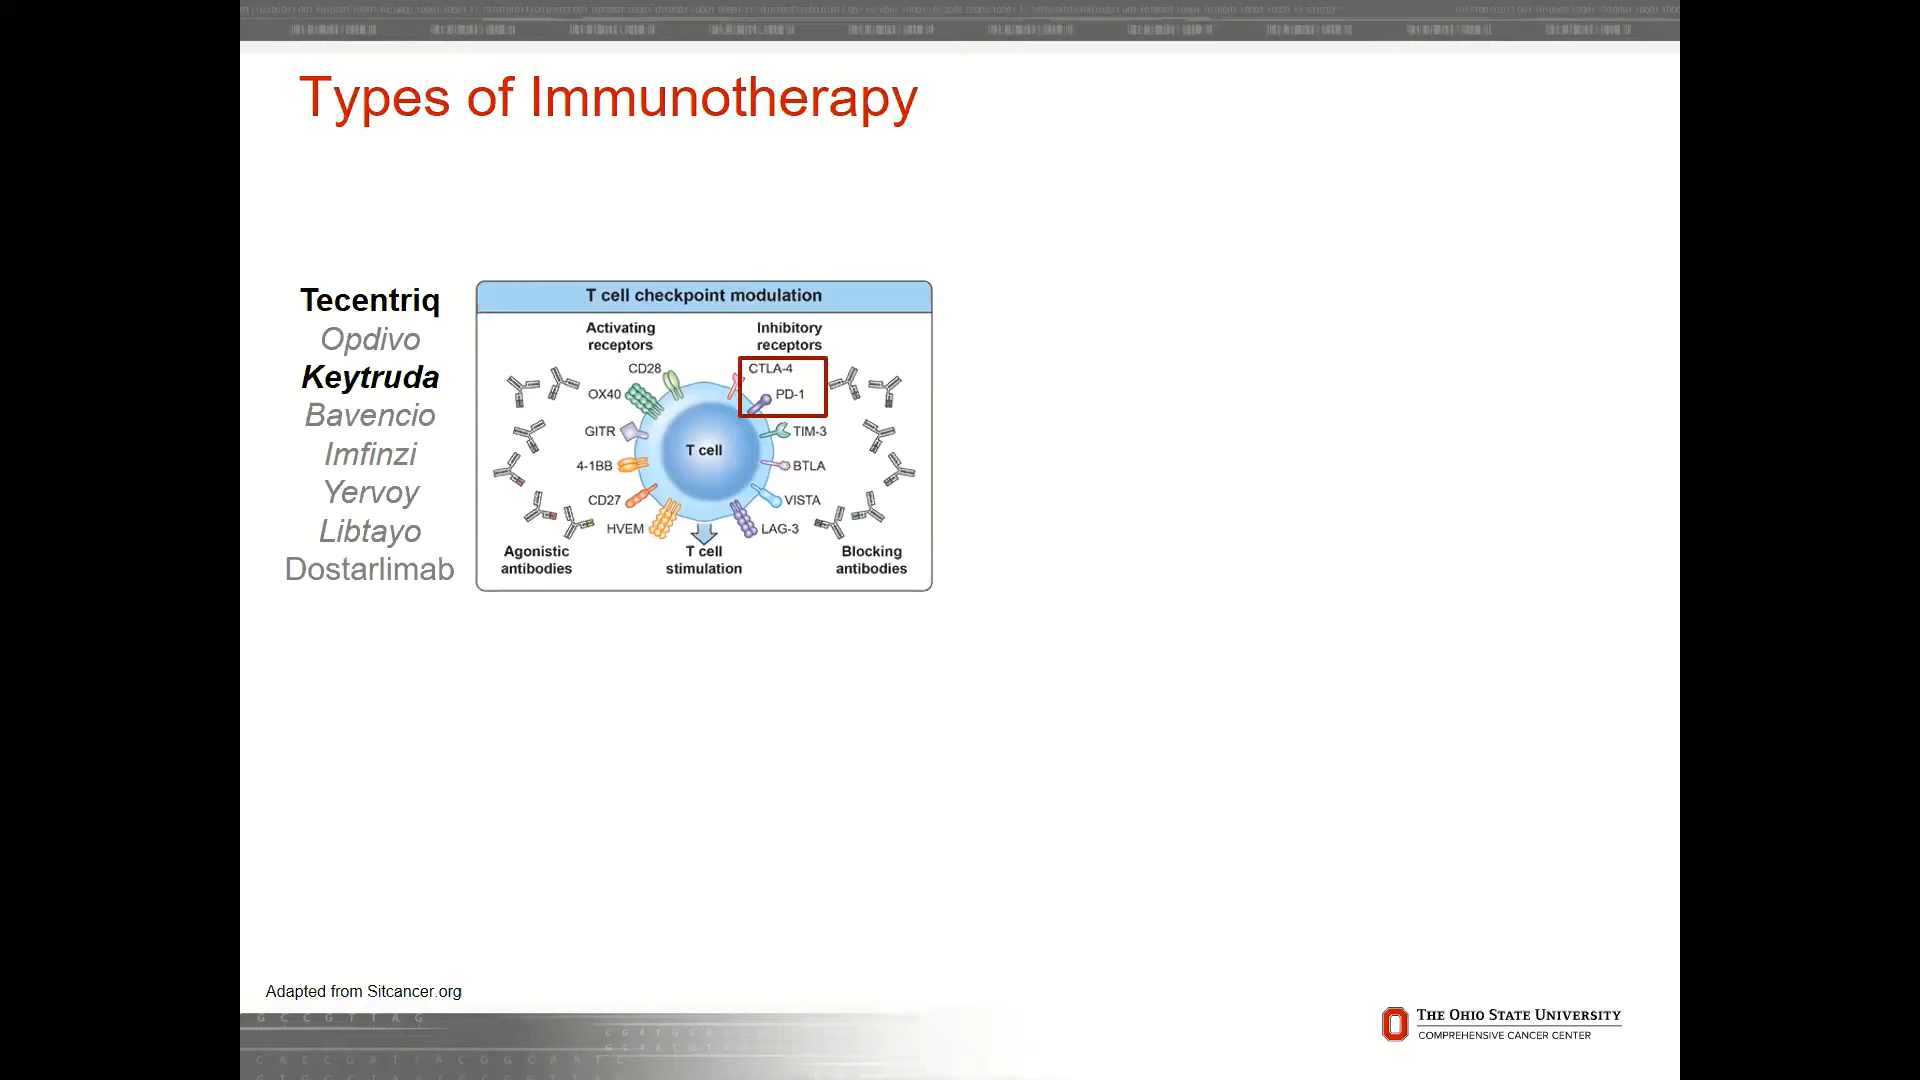 Types of Immunotherapy
Tecentriq
Opdivo
Keytruda
Bavencio
Imfinzi
Yervoy
Libtayo
Dostarlimab
T cell checkpoint modulation
Activating
receptors
Inhibitory
receptors
CD28
CTLA-4
OX40
PD-1
GITR
TIM-3
T cell
4-1BB
BTLA
CD27
VISTA
HVEM
LAG-3
Agonistic
antibodies
T cell
stimulation
Blocking
antibodies
Adapted from Sitcancer.org
G C C G T T A G
THE OHIO STATE UNIVERSITY
COMPREHENSIVE CANCER CENTER